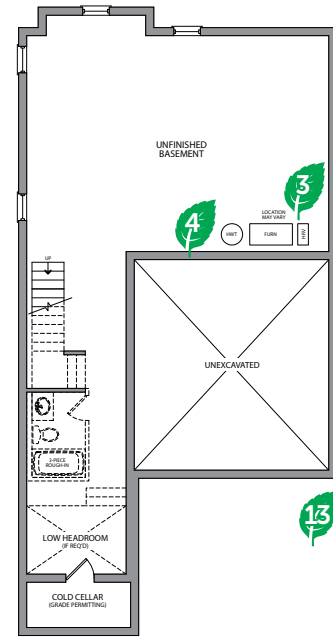 UNFINISHED
BASEMENT
3
LOCATION
MAY VARY
4
HWT
FURN
HRV
UP
UNEXCAVATED
3-PIECE
ROUGH-IN
13
LOW HEADROOM
(IF REQ'D)
COLD CELLAR
(GRADE PERMITTING)